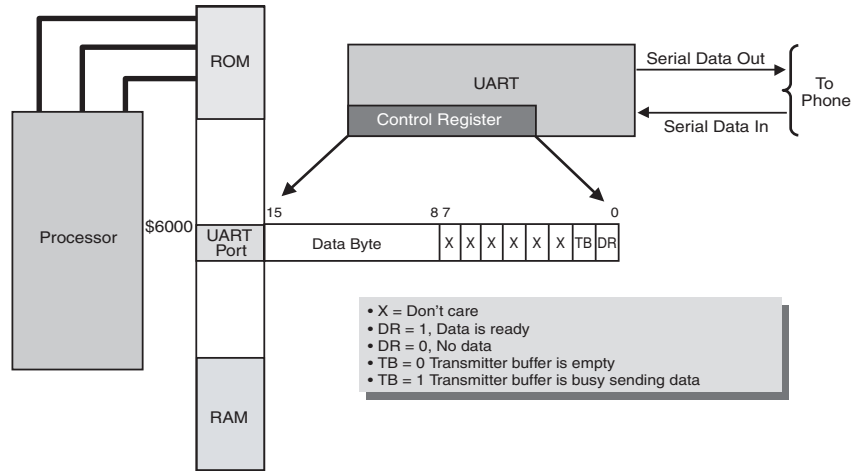 ROM
UART
Control Register
Serial Data Out
Serial Data In
To
Phone
Processor
$6000
UART
Port
15
8 7
0
Data Byte
X X X X X X TB DR
• X = Don't care
• DR = 1, Data is ready
• DR = 0, No data
• TB = 0 Transmitter buffer is empty
• TB = 1 Transmitter buffer is busy sending data
RAM